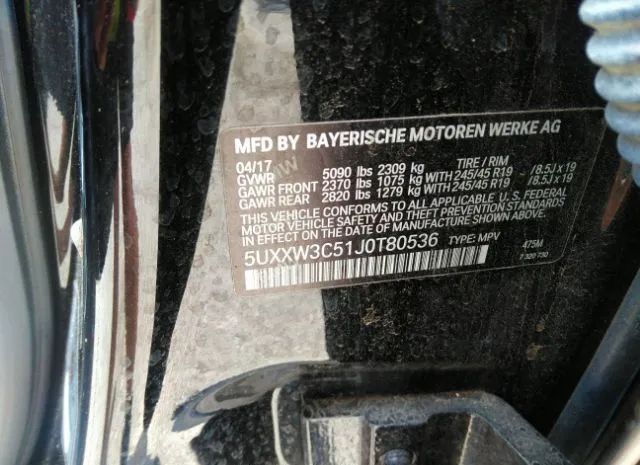 MFD BY BAYERISCHE MOTOREN WERKE AG
04/17 TIRE / RIM
GVWR 5090 lbs 2309 kg
GAWR FRONT 2370 lbs 1075 kg WITH 245/45 R19 / 8.5J x 19
GAWR REAR 2820 lbs 1279 kg WITH 245/45 R19 / 8.5J x 19
THIS VEHICLE CONFORMS TO ALL APPLICABLE U.S. FEDERAL
MOTOR VEHICLE SAFETY AND THEFT PREVENTION STANDARDS
IN EFFECT ON THE DATE OF MANUFACTURE SHOWN ABOVE.
5UXXW3C51J0T80536 TYPE: MPV 475M
7 320 730